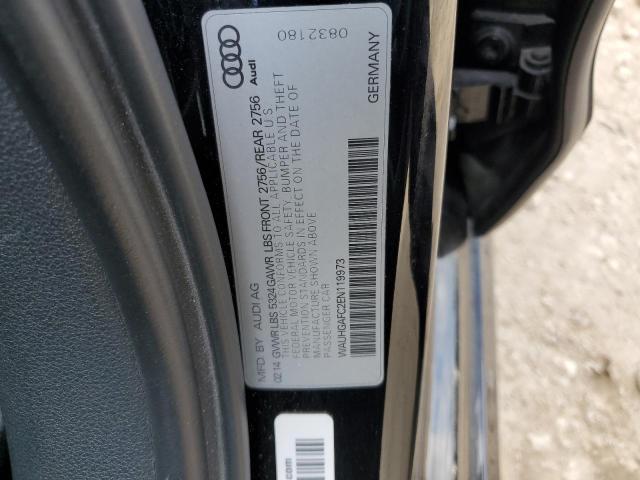 MFD BY AUDI AG
02 14 GVWR LBS 5324 GAWR LBS FRONT 2756/REAR 2756
THIS VEHICLE CONFORMS TO ALL APPLICABLE U S
FEDERAL MOTOR VEHICLE SAFETY, BUMPER AND THEFT
PREVENTION STANDARDS IN EFFECT ON THE DATE OF
MANUFACTURE SHOWN ABOVE
PASSENGER CAR
WAUHGAFC2EN119973
GERMANY
Audi
0832180
.com